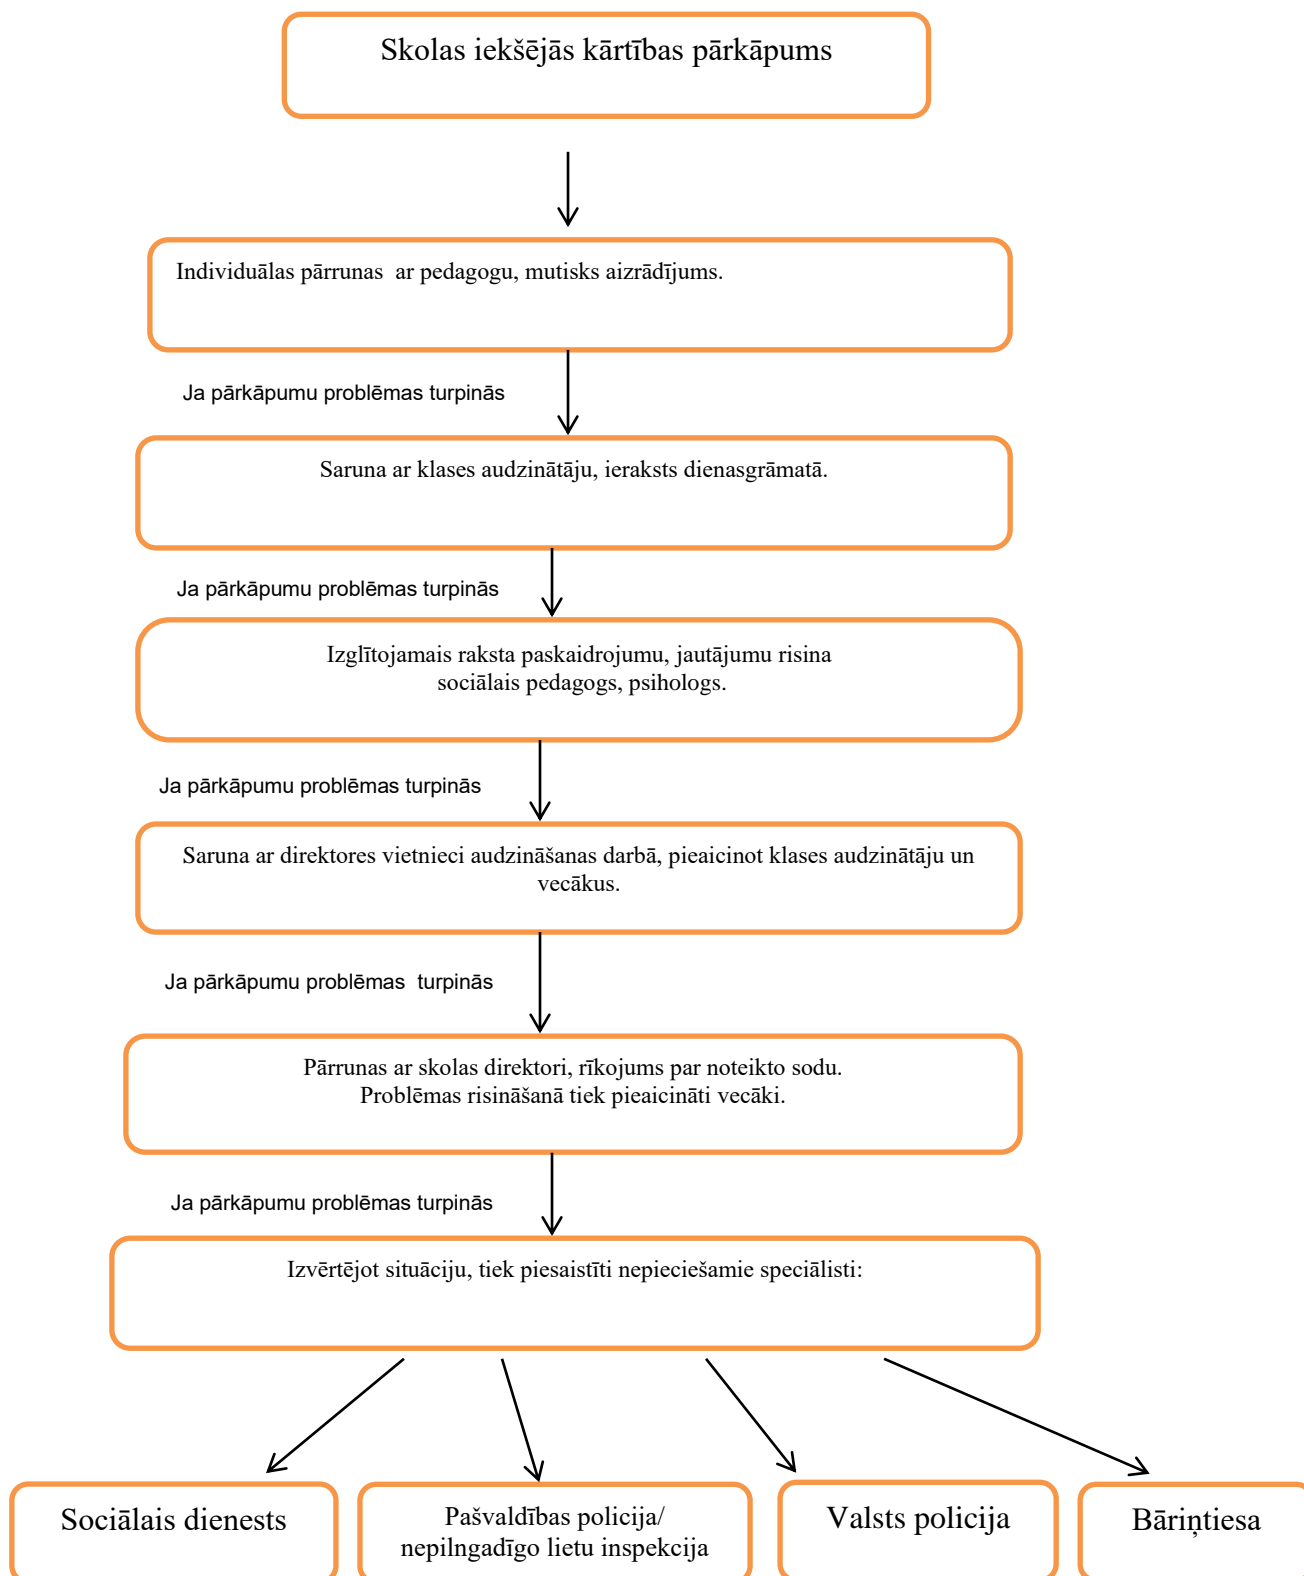 Skolas iekšējās kārtības pārkāpums
Individuālas pārrunas  ar pedagogu, mutisks aizrādījums.
Ja pārkāpumu problēmas turpinās
Saruna ar klases audzinātāju, ieraksts dienasgrāmatā.
Ja pārkāpumu problēmas turpinās
Izglītojamais raksta paskaidrojumu, jautājumu risina
sociālais pedagogs, psihologs.
Ja pārkāpumu problēmas turpinās
Saruna ar direktores vietnieci audzināšanas darbā, pieaicinot klases audzinātāju un
vecākus.
Ja pārkāpumu problēmas  turpinās
Pārrunas ar skolas direktori, rīkojums par noteikto sodu.
Problēmas risināšanā tiek pieaicināti vecāki.
Ja pārkāpumu problēmas turpinās
Izvērtējot situāciju, tiek piesaistīti nepieciešamie speciālisti:
Sociālais dienests
Pašvaldības policija/
nepilngadīgo lietu inspekcija
Valsts policija
Bāriņtiesa